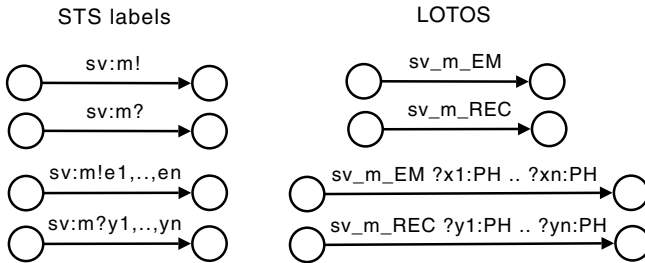 STS labels
LOTOS
sv:m!
sv_m_EM
sv:m?
sv_m_REC
sv:m!e1,..,en
sv_m_EM ?x1:PH .. ?xn:PH
sv:m?y1,..,yn
sv_m_REC ?y1:PH .. ?yn:PH